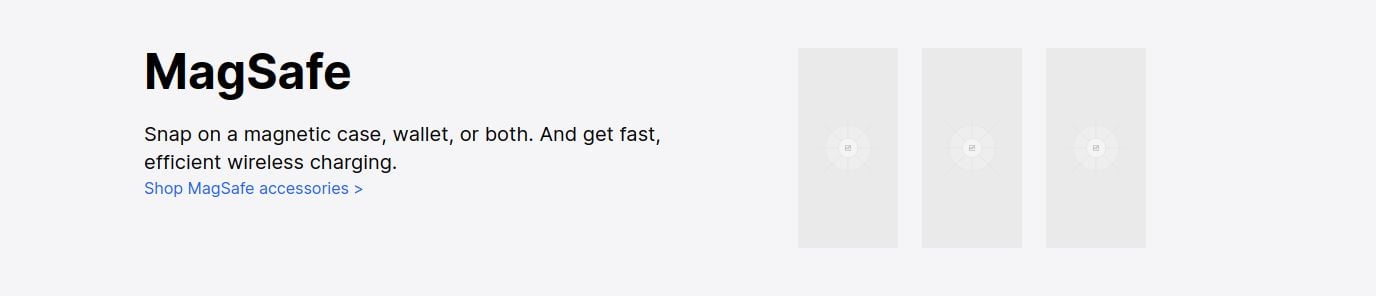 MagSafe
Snap on a magnetic case, wallet, or both. And get fast,
efficient wireless charging.
Shop MagSafe accessories >